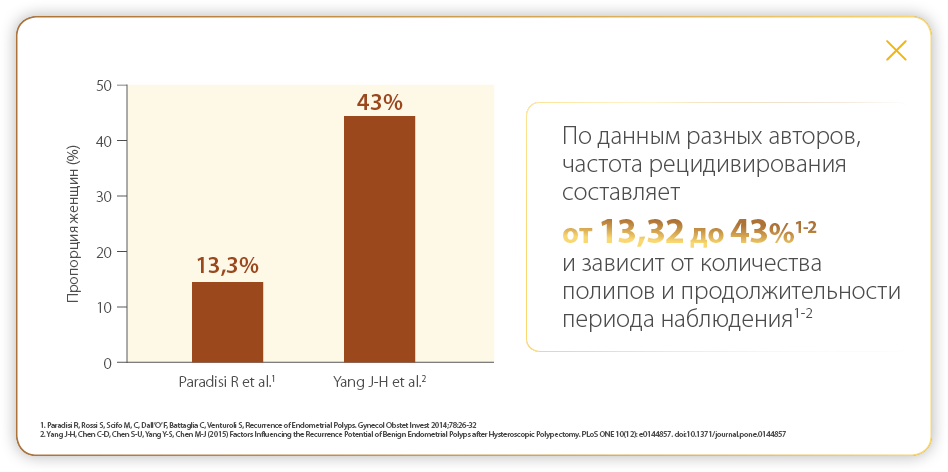 50
40
30
20
10
0
Пропорция женщин (%)
13,3%
43%
Paradisi R et al.1
Yang J-H et al.2
По данным разных авторов,
частота рецидивирования
составляет
от 13,32 до 43%1-2
и зависит от количества
полипов и продолжительности
периода наблюдения1-2
1. Paradisi R, Rossi S, Scifo M, C, Dall'O'F, Battaglia C, Venturoli S, Recurrence of Endometrial Polyps. Gynecol Obstet Invest 2014;78:26-32
2. Yang J-H, Chen C-D, Chen S-U, Yang Y-S, Chen M-J (2015) Factors Influencing the Recurrence Potential of Benign Endometrial Polyps after Hysteroscopic Polypectomy. PLoS ONE 10(12): e0144857. doi:10.1371/journal.pone.0144857